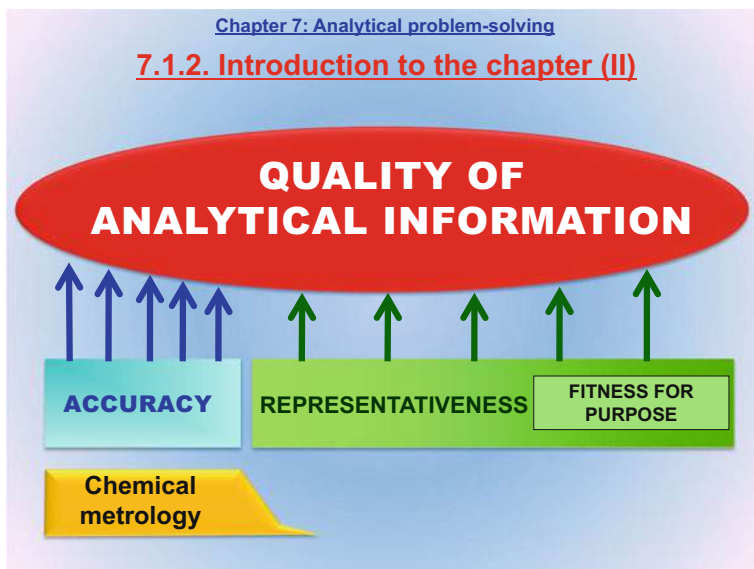 Chapter 7: Analytical problem-solving
7.1.2. Introduction to the chapter (II)
QUALITY OF
ANALYTICAL INFORMATION
ACCURACY
REPRESENTATIVENESS
FITNESS FOR
PURPOSE
Chemical
metrology